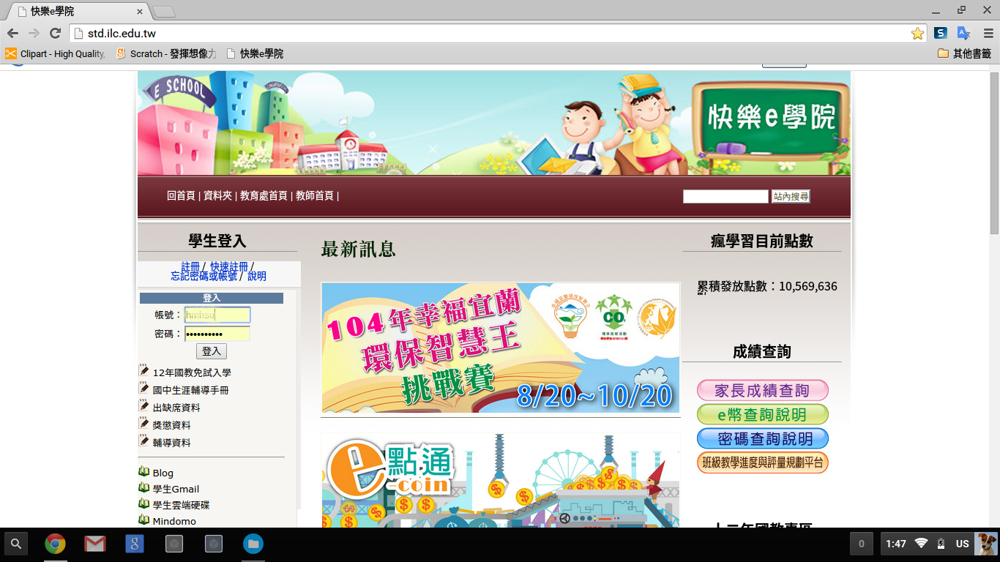 快樂e學院
std.ilc.edu.tw
Clipart - High Quality,
Scratch - 發揮想像力
快樂e學院
其他書籤
E SCHOOL
快樂e學院
回首頁 | 資料夾 | 教育處首頁 | 教師首頁 |
站內搜尋
學生登入
註冊 / 快速註冊 /
忘記密碼或帳號 / 說明
登入
帳號：hmhsu
密碼：••••••••••
登入
12年國教免試入學
國中生涯輔導手冊
出缺席資料
獎懲資料
輔導資料
Blog
學生Gmail
學生雲端硬碟
Mindomo
最新訊息
104年幸福宜蘭
環保智慧王
挑戰賽
8/20~10/20
CO2
e點通
e-coin
瘋學習目前點數
累積發放點數：10,569,636
成績查詢
家長成績查詢
e幣查詢說明
密碼查詢說明
班級教學進度與評量規劃平台
十二年國教專區
0
1:47
US